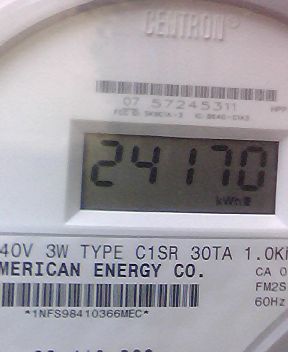 CENTRON®
07 57245311
24170
kWh
40V 3W TYPE C1SR 30TA 1.0K
MERICAN ENERGY CO.
CA 0
FM2S
60Hz
*1NFS98410366MEC*